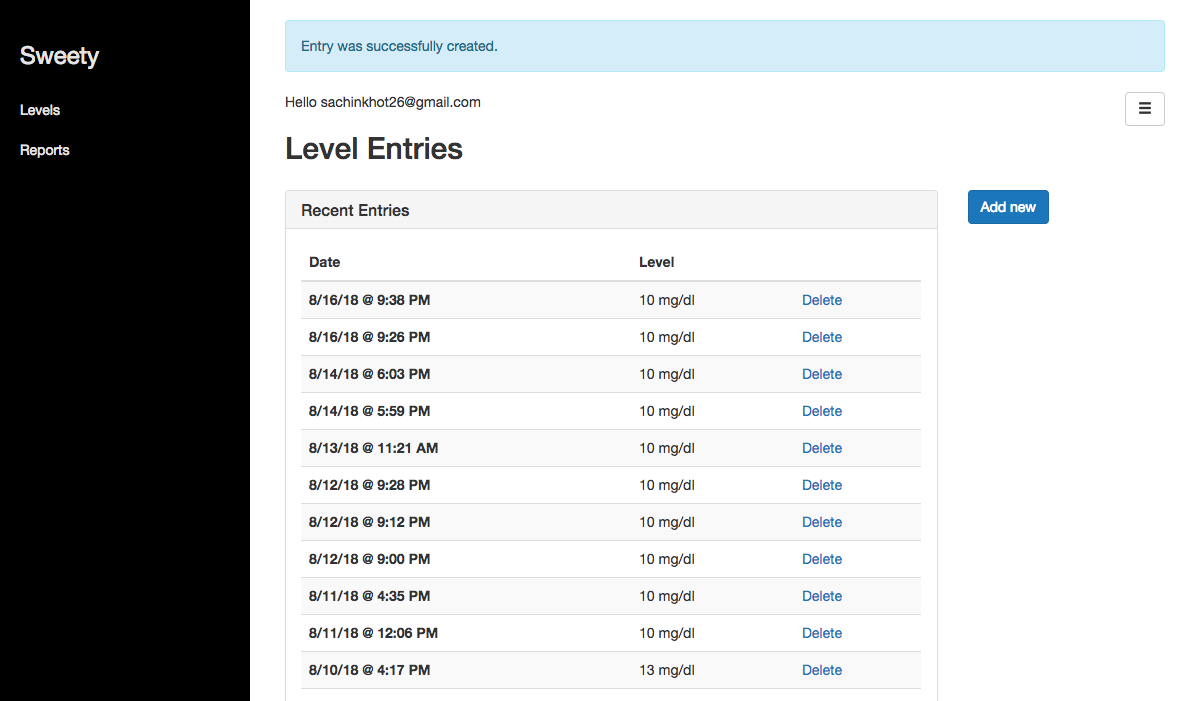 Sweety
Levels
Reports
Entry was successfully created.
Hello sachinkhot26@gmail.com
Level Entries
Recent Entries
Add new
Date Level
8/16/18 @ 9:38 PM 10 mg/dl Delete
8/16/18 @ 9:26 PM 10 mg/dl Delete
8/14/18 @ 6:03 PM 10 mg/dl Delete
8/14/18 @ 5:59 PM 10 mg/dl Delete
8/13/18 @ 11:21 AM 10 mg/dl Delete
8/12/18 @ 9:28 PM 10 mg/dl Delete
8/12/18 @ 9:12 PM 10 mg/dl Delete
8/12/18 @ 9:00 PM 10 mg/dl Delete
8/11/18 @ 4:35 PM 10 mg/dl Delete
8/11/18 @ 12:06 PM 10 mg/dl Delete
8/10/18 @ 4:17 PM 13 mg/dl Delete